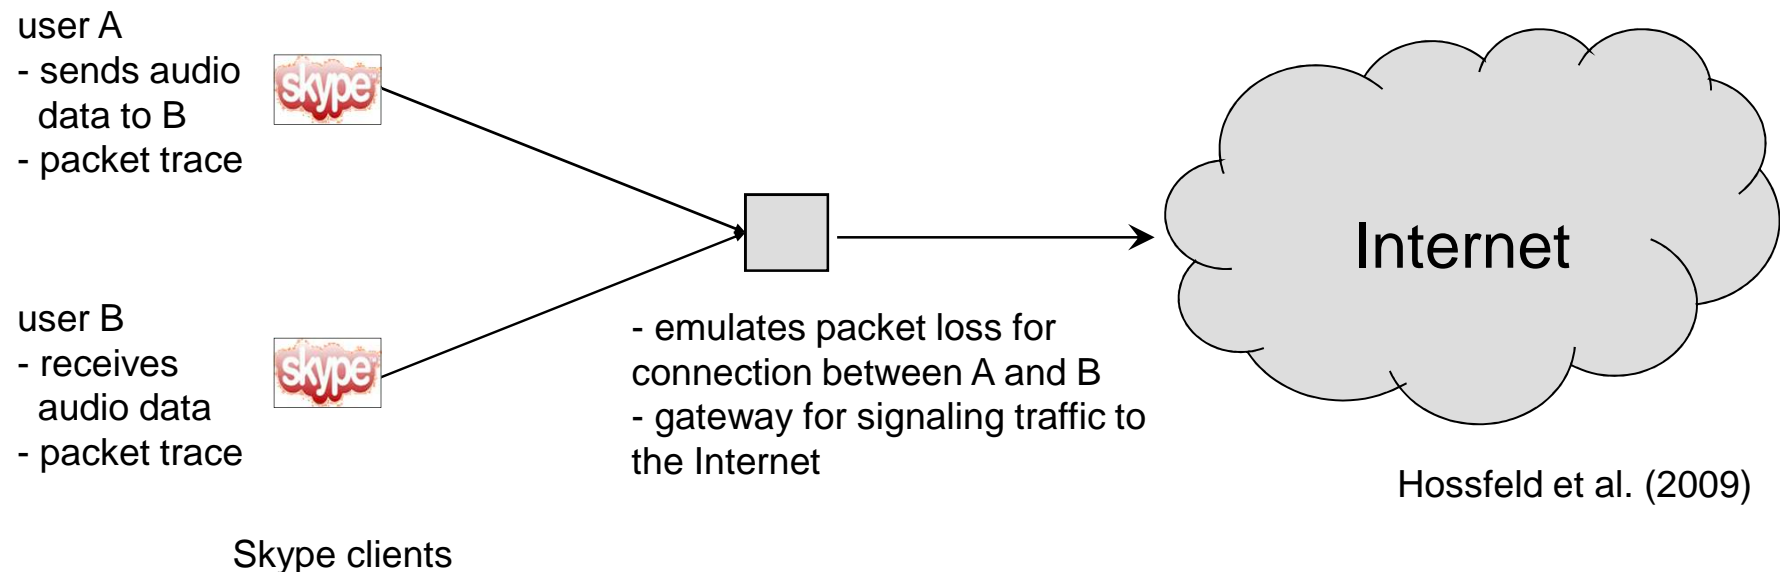 user A
- sends audio
data to B
- packet trace
skype
user B
- receives
audio data
- packet trace
skype
- emulates packet loss for
connection between A and B
- gateway for signaling traffic to
the Internet
Internet
Hossfeld et al. (2009)
Skype clients